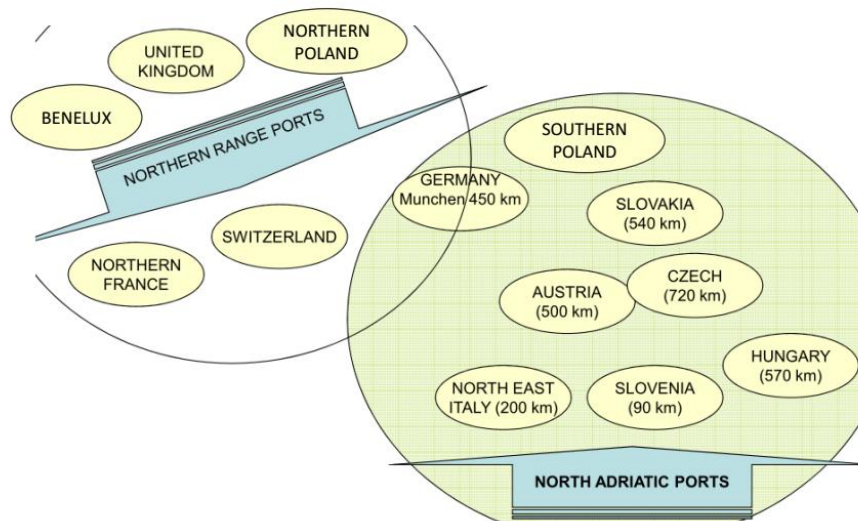 UNITED
KINGDOM
NORTHERN
POLAND
BENELUX
NORTHERN RANGE PORTS
SOUTHERN
POLAND
GERMANY
Munchen 450 km
SLOVAKIA
(540 km)
SWITZERLAND
NORTHERN
FRANCE
AUSTRIA
(500 km)
CZECH
(720 km)
HUNGARY
(570 km)
NORTH EAST
ITALY (200 km)
SLOVENIA
(90 km)
NORTH ADRIATIC PORTS